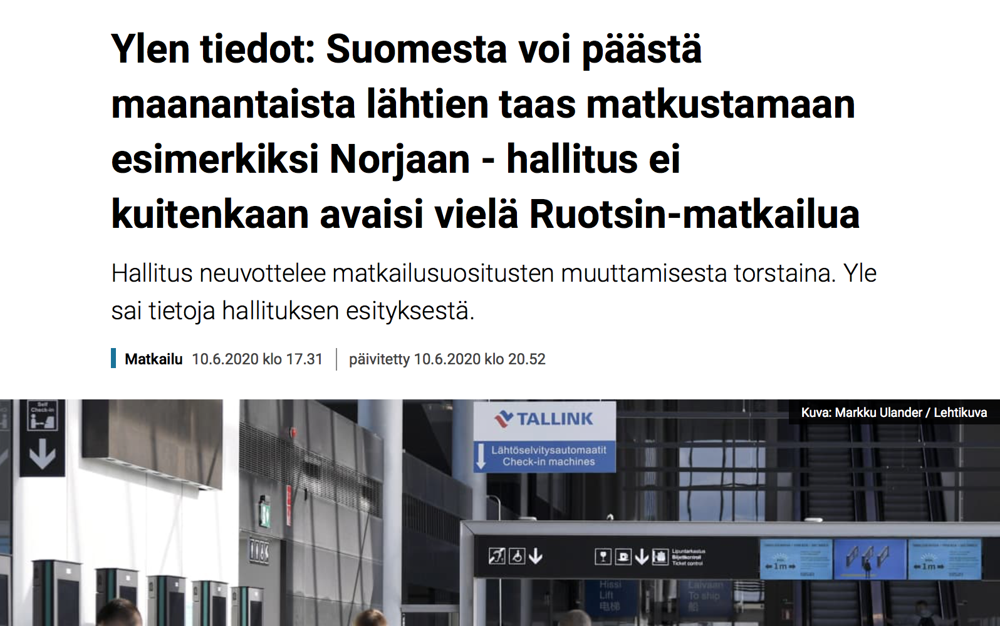 Ylen tiedot: Suomesta voi päästä
maanantaista lähtien taas matkustamaan
esimerkiksi Norjaan - hallitus ei
kuitenkaan avaisi vielä Ruotsin-matkailua
Hallitus neuvottelee matkailusuositusten muuttamisesta torstaina. Yle
sai tietoja hallituksen esityksestä.
Matkailu 10.6.2020 klo 17.31 päivitetty 10.6.2020 klo 20.52
Kuva: Markku Ulander / Lehtikuva
Self
Check-in
TALLINK
Lähtöselvitysautomaatit
Check-in machines
Lipuntarkastus
Biljettkontroll
Ticket control
1m
1m
Hissi
Lift
电梯
Laivaan
To ship
船